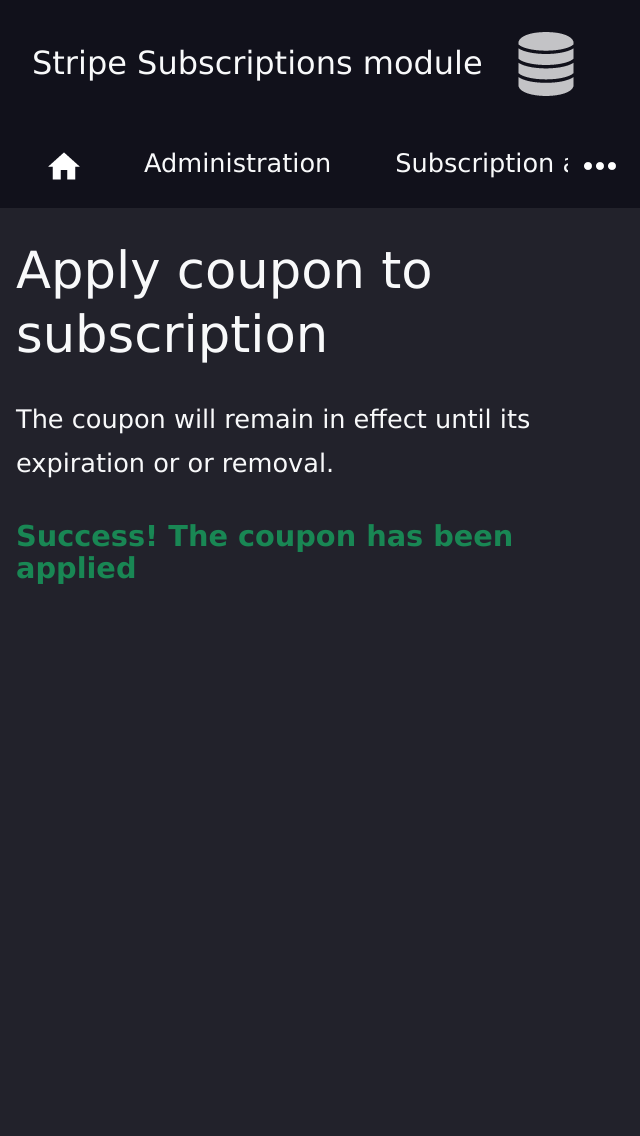 Stripe Subscriptions module
Administration
Subscription
Apply coupon to
subscription
The coupon will remain in effect until its
expiration or or removal.
Success! The coupon has been
applied